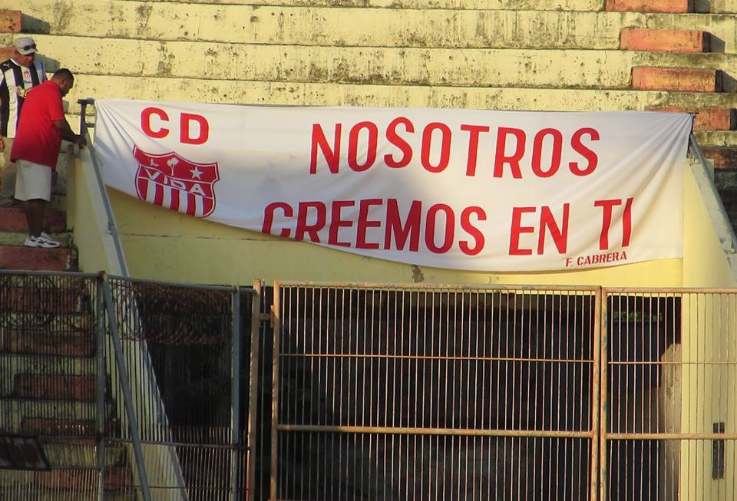 CD
VIDA
NOSOTROS
CREEMOS EN TI
F. CABRERA